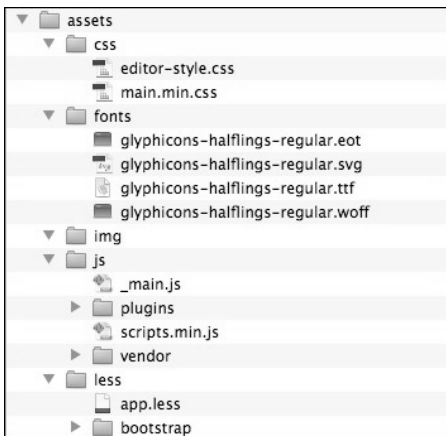 assets
css
editor-style.css
main.min.css
fonts
glyphicons-halflings-regular.eot
glyphicons-halflings-regular.svg
glyphicons-halflings-regular.ttf
glyphicons-halflings-regular.woff
img
js
_main.js
plugins
scripts.min.js
vendor
less
app.less
bootstrap